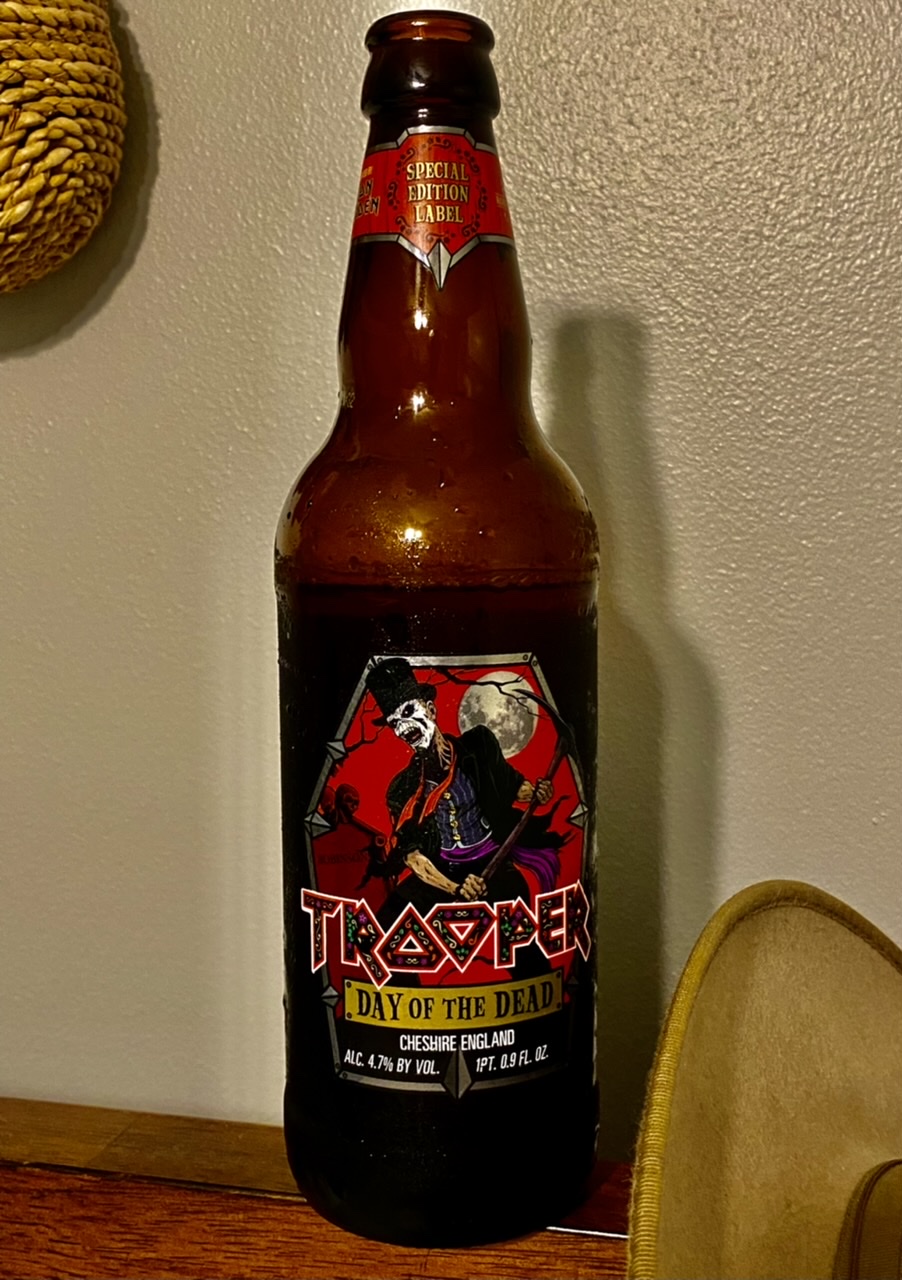 SPECIAL
EDITION
LABEL
TROOPER
DAY OF THE DEAD
CHESHIRE ENGLAND
ALC. 4.7% BY VOL. 1PT. 0.9 FL. OZ.